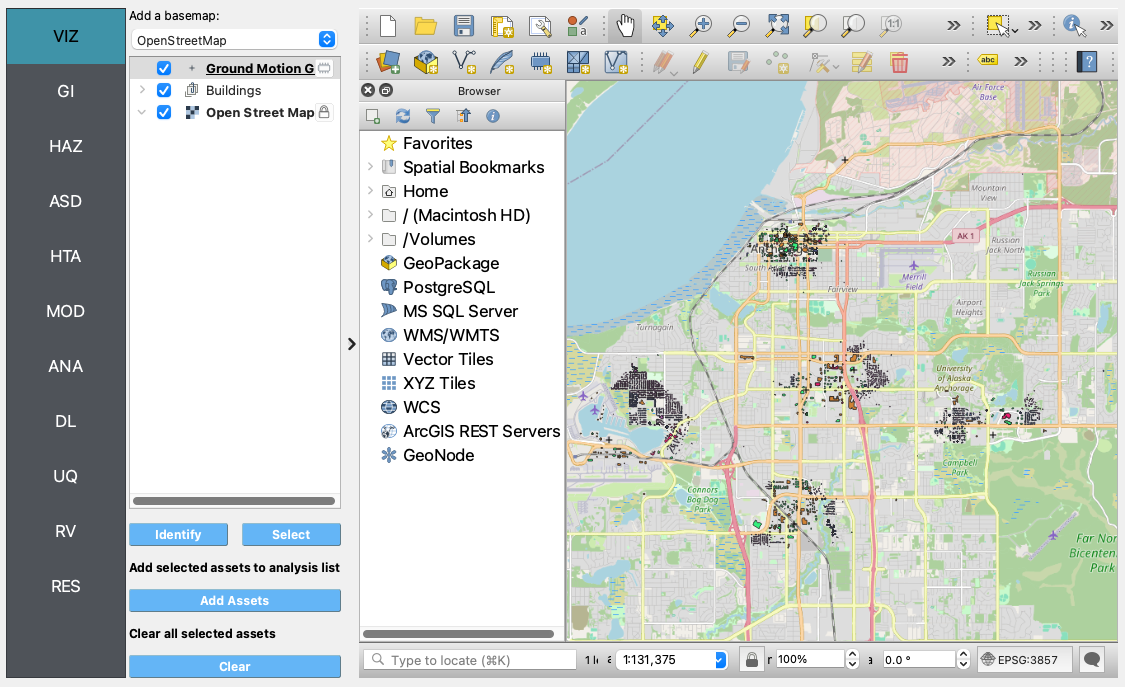 VIZ
GI
HAZ
ASD
HTA
MOD
ANA
DL
UQ
RV
RES
Add a basemap:
OpenStreetMap
Ground Motion G
Buildings
Open Street Map
Identify
Select
Add selected assets to analysis list
Add Assets
Clear all selected assets
Clear
a
1:1
abc
?
Browser
Favorites
Spatial Bookmarks
Home
/ (Macintosh HD)
/Volumes
GeoPackage
PostgreSQL
MS SQL Server
WMS/WMTS
Vector Tiles
XYZ Tiles
WCS
ArcGIS REST Servers
GeoNode
Air Force
Base
Mountain
View
AK 1
Russian
Jack North
South Ad
Merrill
Field
Russian
Jack Springs
Park
Fairview
Airport
Heights
Turnagain
University
of Alaska
Anchorage
Campbell
Park
Connors
Bog Dog
Park
Far Nor
Bicenten
Park
Type to locate (⌘K)
1:131,375
r 100%
a 0.0 °
EPSG:3857